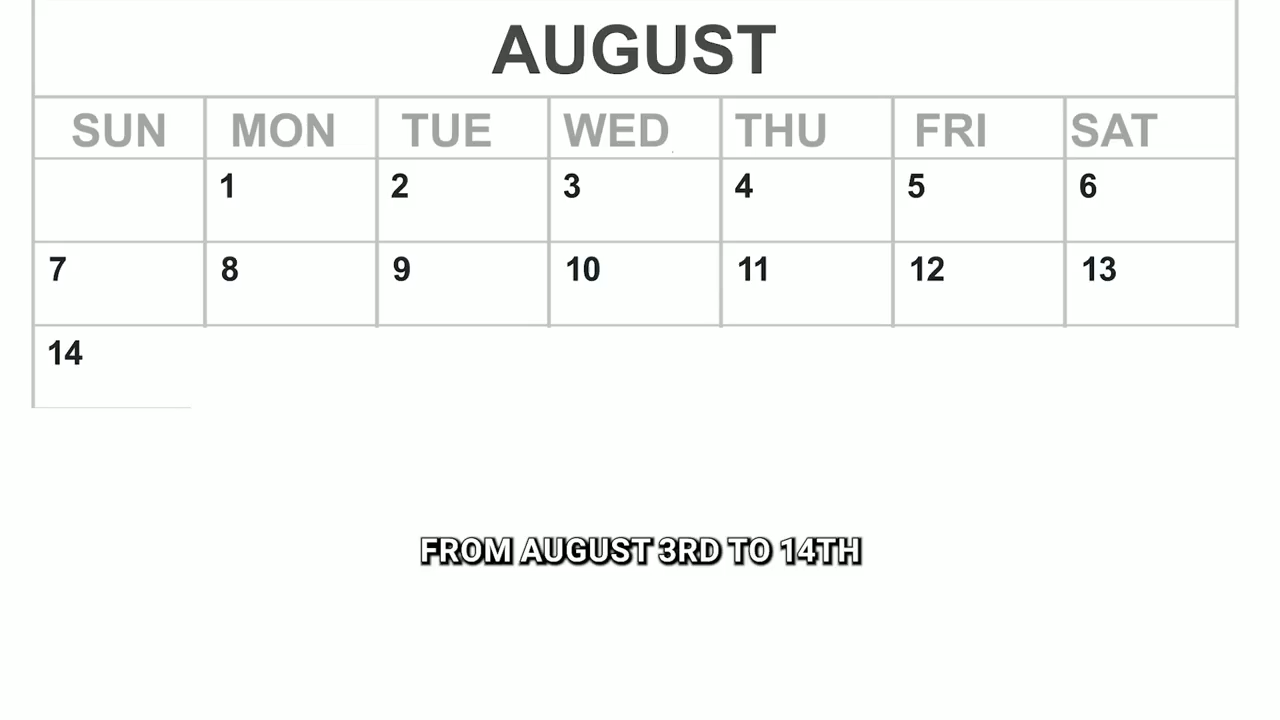 AUGUST
SUN MON TUE WED THU FRI SAT
1 2 3 4 5 6
7 8 9 10 11 12 13
14
FROM AUGUST 3RD TO 14TH